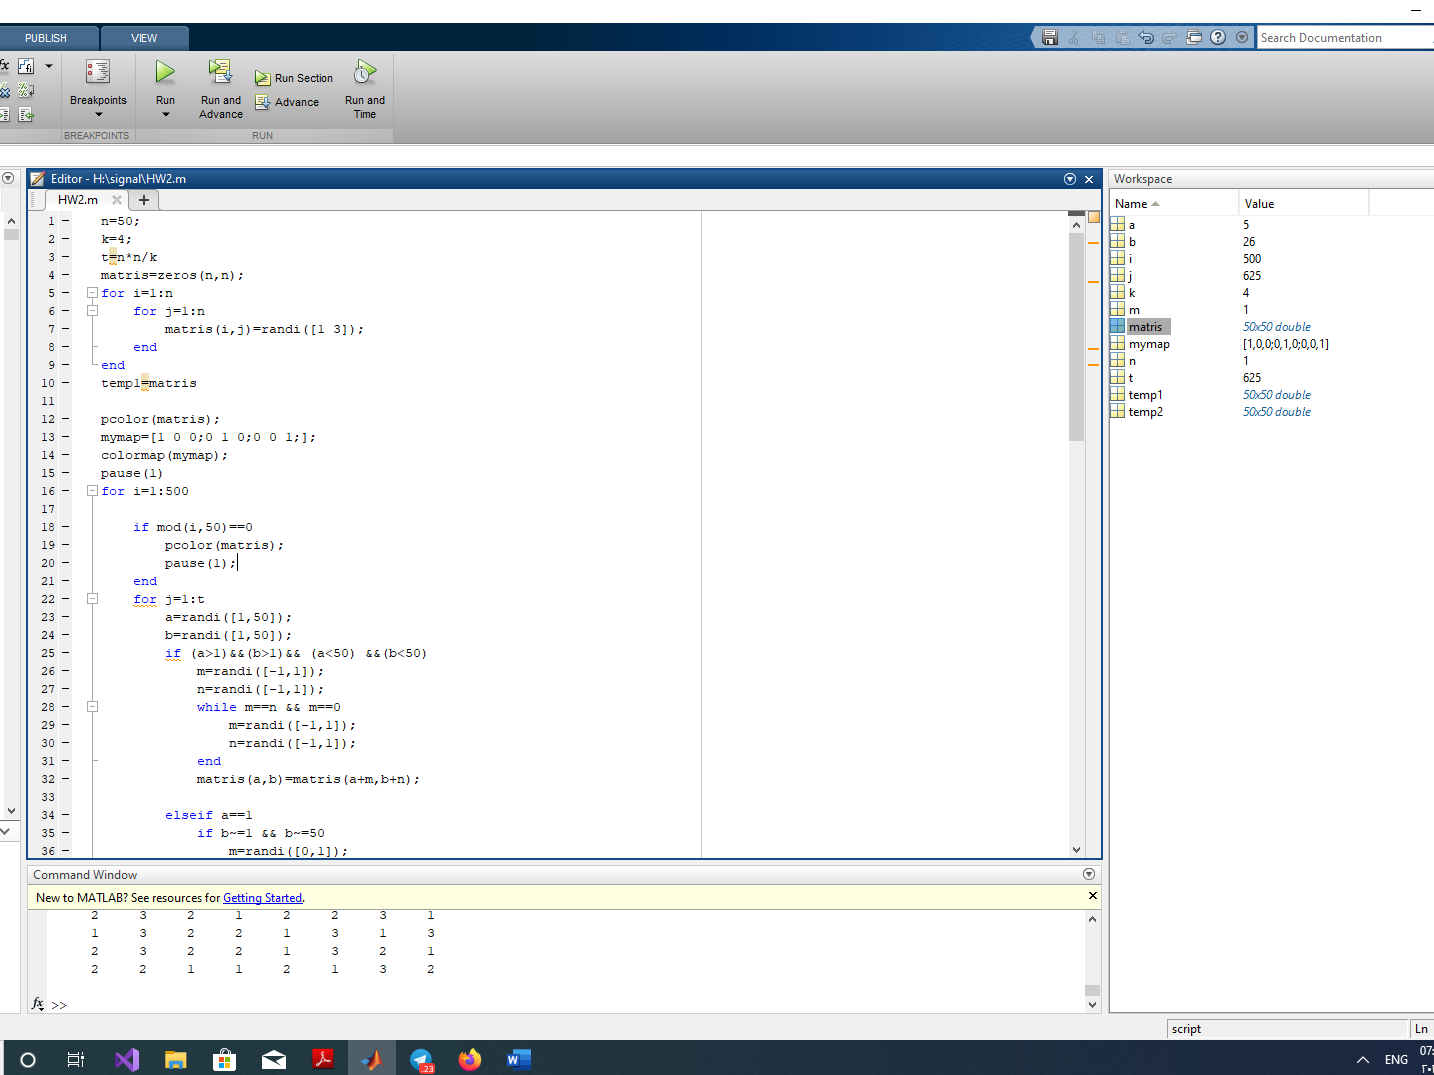 PUBLISH
VIEW
Search Documentation
fx
Breakpoints
Run
Run and
Advance
Run Section
Advance
Run and
Time
BREAKPOINTS
RUN
Editor - H:\signal\HW2.m
HW2.m
1 n=50;
2 k=4;
3 t=n*n/k
4 matris=zeros(n,n);
5 for i=1:n
6 for j=1:n
7 matris(i,j)=randi([1 3]);
8 end
9 end
10 temp1=matris
11
12 pcolor(matris);
13 mymap=[1 0 0;0 1 0;0 0 1;];
14 colormap(mymap);
15 pause(1)
16 for i=1:500
17
18 if mod(i,50)==0
19 pcolor(matris);
20 pause(1);
21 end
22 for j=1:t
23 a=randi([1,50]);
24 b=randi([1,50]);
25 if (a>1)&&(b>1)&& (a<50) &&(b<50)
26 m=randi([-1,1]);
27 n=randi([-1,1]);
28 while m==n && m==0
29 m=randi([-1,1]);
30 n=randi([-1,1]);
31 end
32 matris(a,b)=matris(a+m,b+n);
33
34 elseif a==1
35 if b~=1 && b~=50
36 m=randi([0,1]);
Workspace
Name Value
a 5
b 26
i 500
j 625
k 4
m 1
matris 50x50 double
mymap [1,0,0;0,1,0;0,0,1]
n 1
t 625
temp1 50x50 double
temp2 50x50 double
Command Window
New to MATLAB? See resources for Getting Started.
2 3 2 1 2 2 3 1
1 3 2 2 1 3 1 3
2 3 2 2 1 3 2 1
2 2 1 1 2 1 3 2
fx >>
script
Ln
.23
ENG
07: